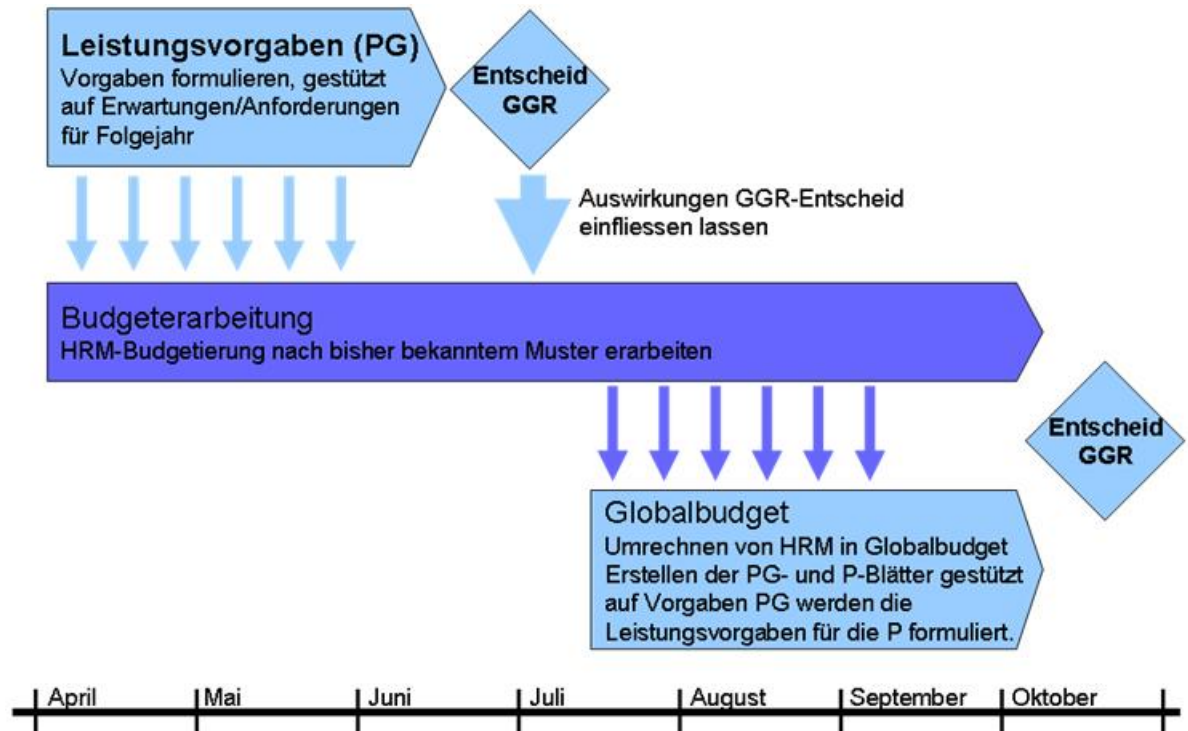 Leistungsvorgaben (PG)
Vorgaben formulieren, gestützt
auf Erwartungen/Anforderungen
für Folgejahr
Entscheid
GGR
Auswirkungen GGR-Entscheid
einfliessen lassen
Budgeterarbeitung
HRM-Budgetierung nach bisher bekanntem Muster erarbeiten
Entscheid
GGR
Globalbudget
Umrechnen von HRM in Globalbudget
Erstellen der PG- und P-Blätter gestützt
auf Vorgaben PG werden die
Leistungsvorgaben für die P formuliert.
April Mai Juni Juli August September Oktober